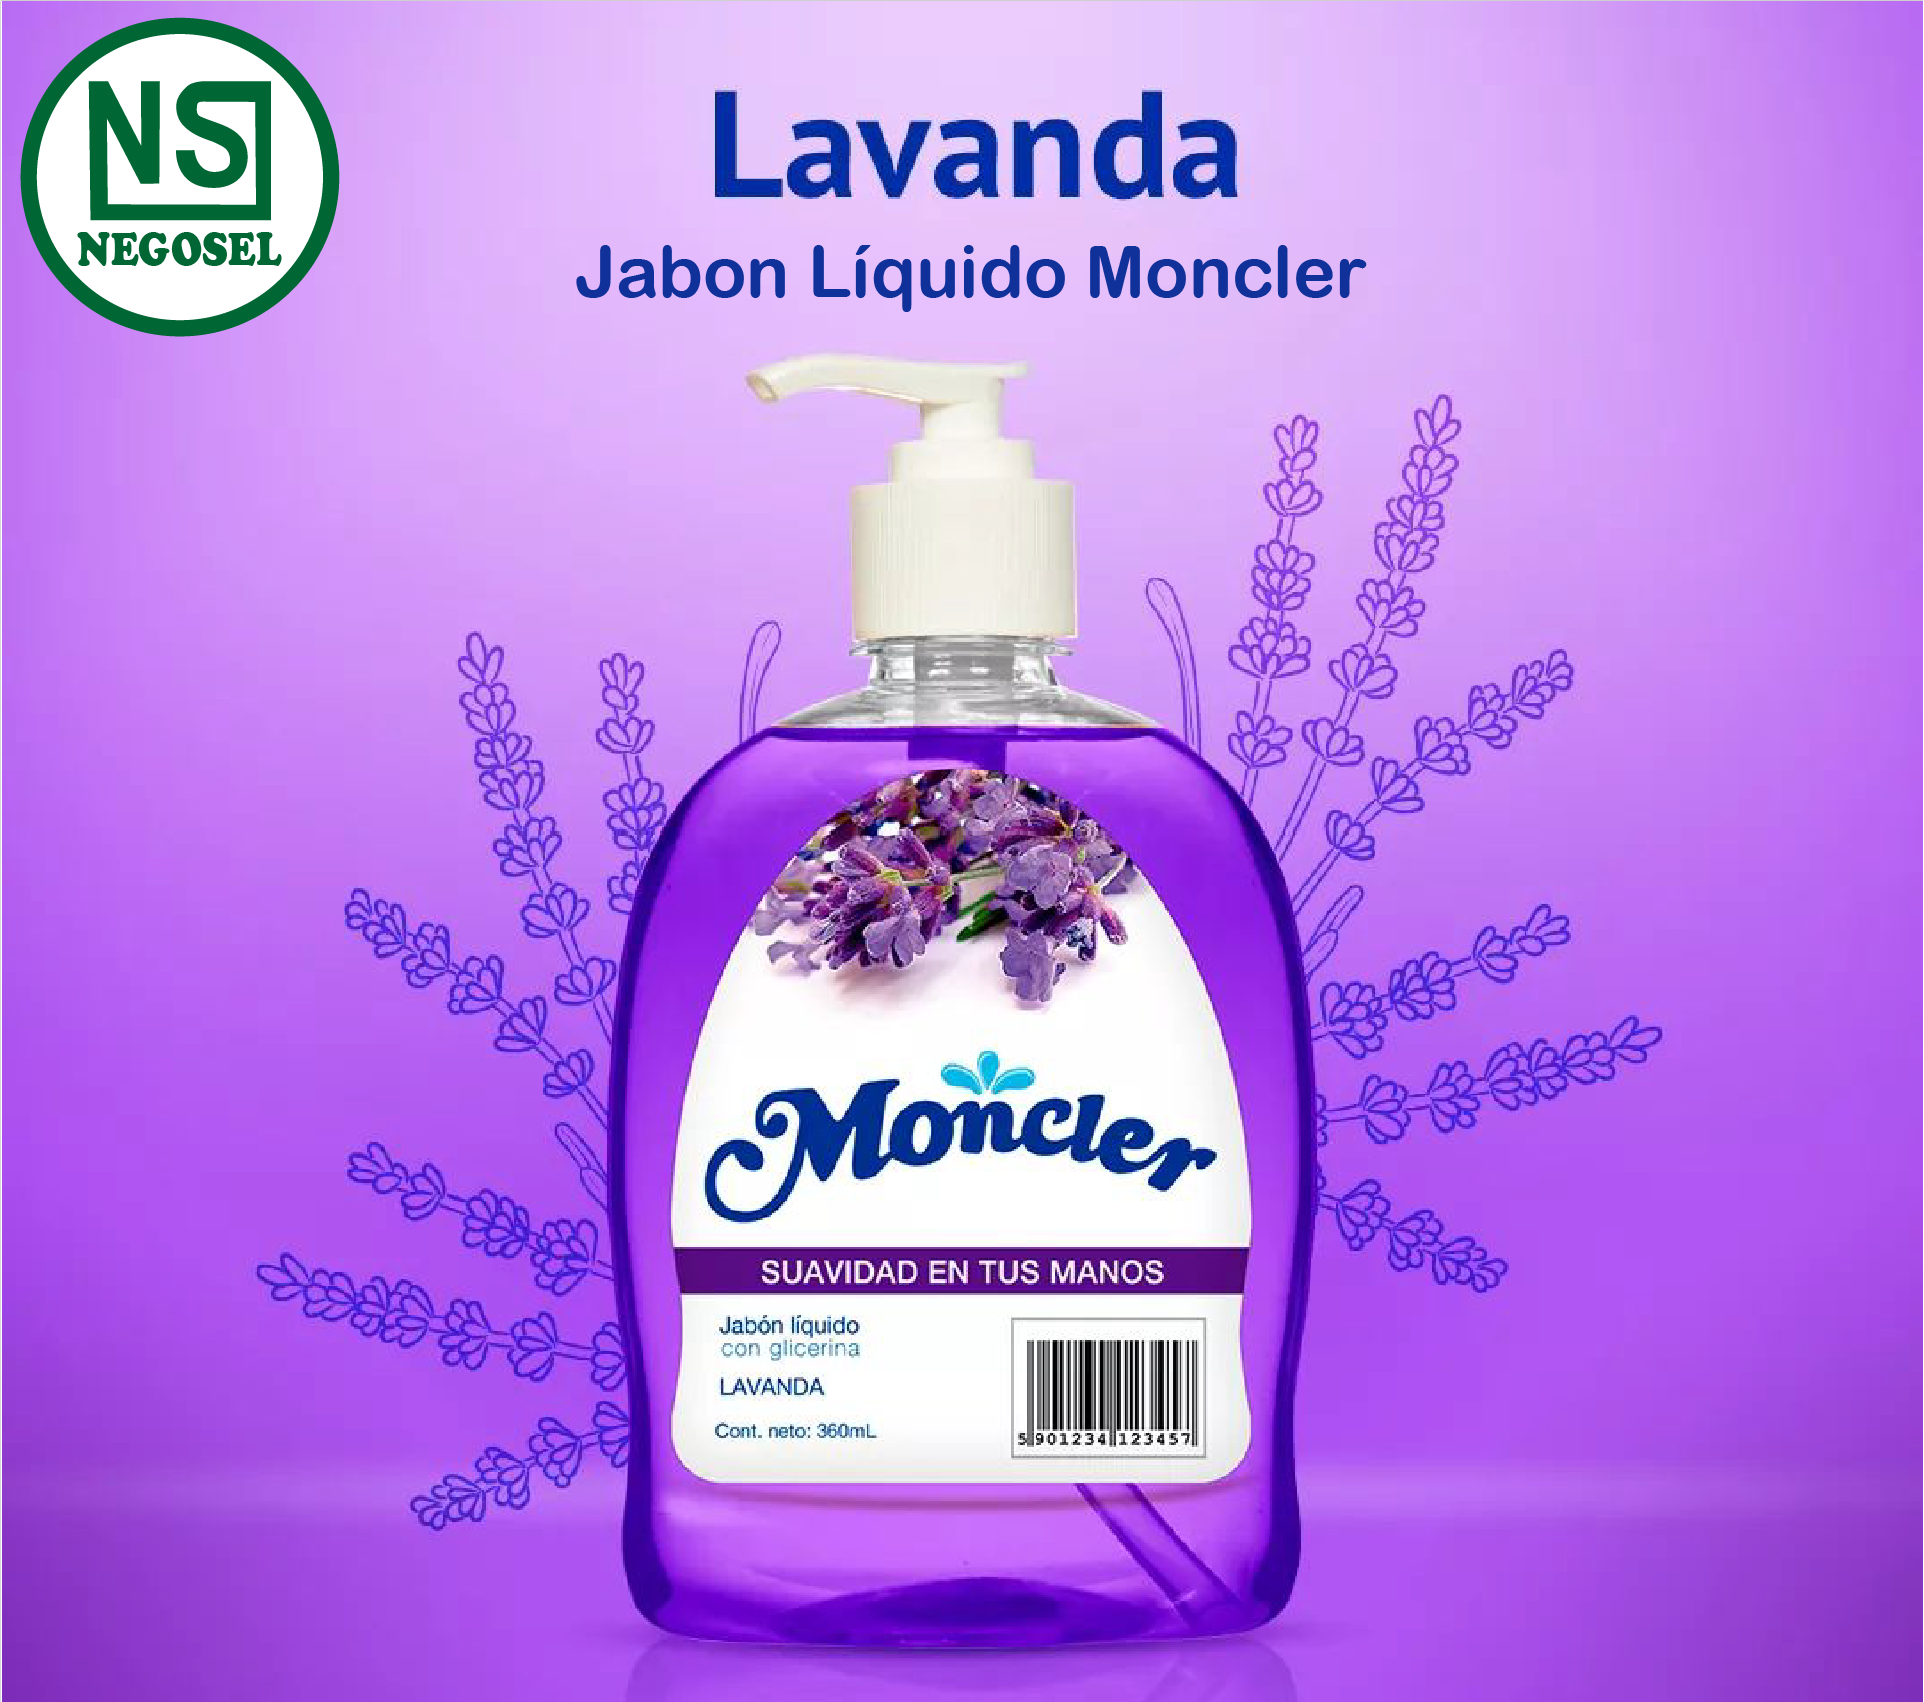 NS
NEGOSEL
Lavanda
Jabon Líquido Moncler
Moncler
SUAVIDAD EN TUS MANOS
Jabón líquido
con glicerina
LAVANDA
Cont. neto: 360mL
5 901234 123457